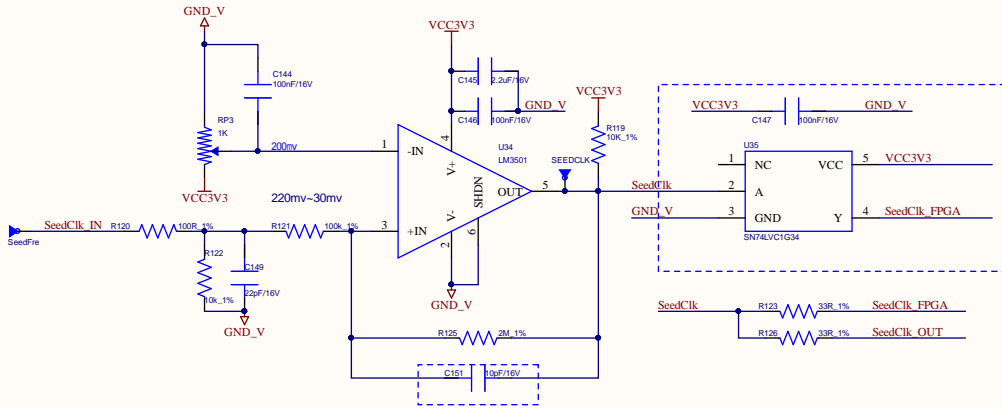 GND_V
C144
100nF/16V
RP3
1K
VCC3V3
200mv
220mv~30mv
SeedClk_IN
SeedFre
R120
100R_1%
R121
100k_1%
R122
10k_1%
C149
22pF/16V
GND_V
VCC3V3
C145
2.2uF/16V
C146
100nF/16V
GND_V
1
-IN
3
+IN
4
V+
V-
2
SHDN
6
OUT
5
U34
LM3501
GND_V
SEEDCLK
VCC3V3
R119
10K_1%
R125
2M_1%
C151
10pF/16V
VCC3V3
C147
100nF/16V
GND_V
U35
1
NC
VCC
5
VCC3V3
SeedClk
2
A
GND_V
3
GND
Y
4
SeedClk_FPGA
SN74LVC1G34
SeedClk
R123
33R_1%
SeedClk_FPGA
R126
33R_1%
SeedClk_OUT